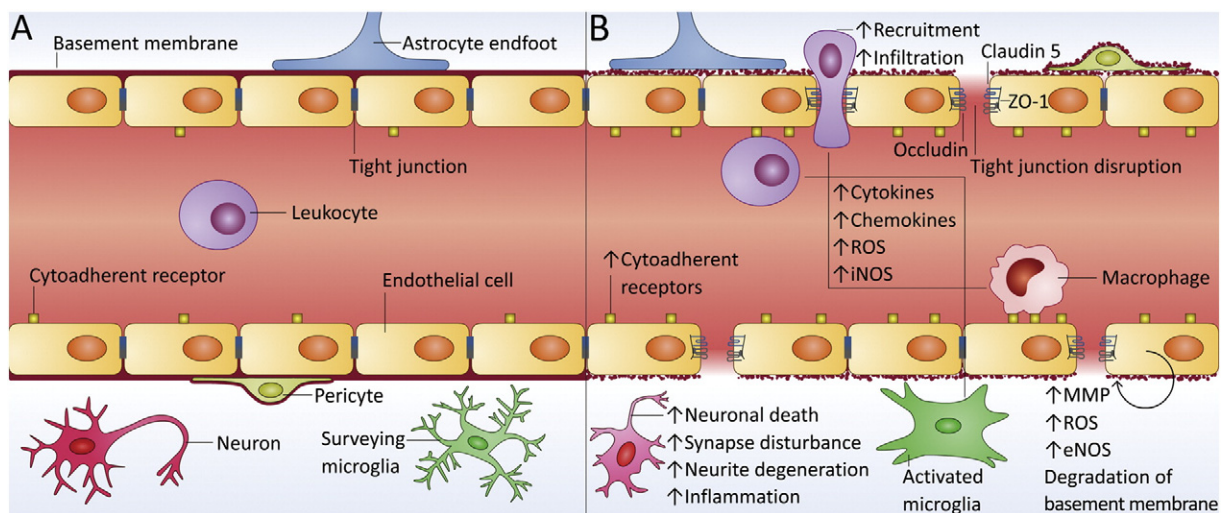 A
Basement membrane
Astrocyte endfoot
Tight junction
Leukocyte
Cytoadherent receptor
Endothelial cell
Pericyte
Neuron
Surveying
microglia
B
↑Recruitment
↑Infiltration
Claudin 5
ZO-1
Occludin
Tight junction disruption
↑Cytokines
↑Chemokines
↑ROS
↑iNOS
↑Cytoadherent
receptors
Macrophage
↑Neuronal death
↑Synapse disturbance
↑Neurite degeneration
↑Inflammation
Activated
microglia
↑MMP
↑ROS
↑eNOS
Degradation of
basement membrane